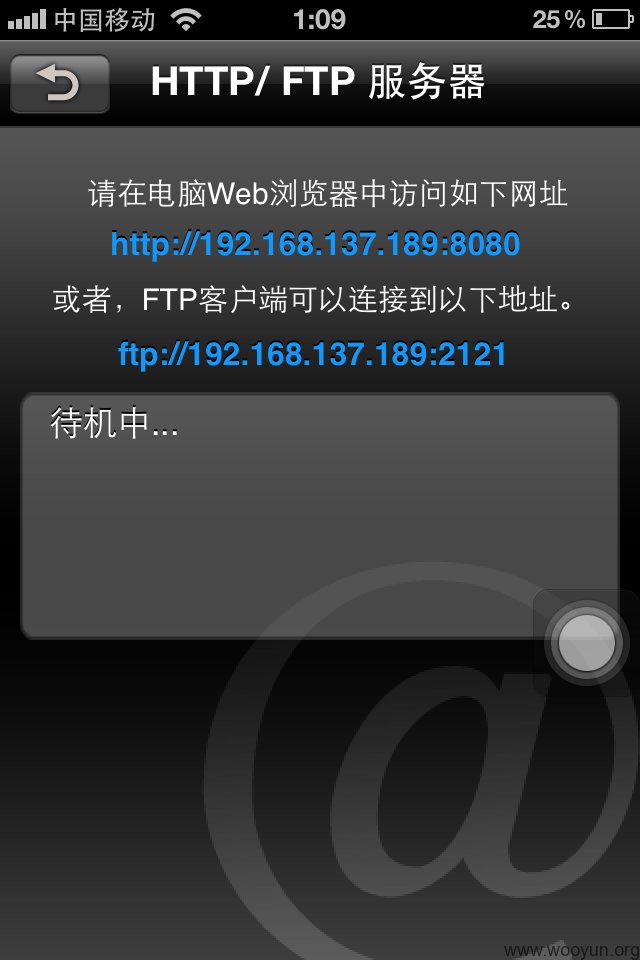 中国移动 1:09 25%
HTTP/ FTP 服务器
请在电脑Web浏览器中访问如下网址
http://192.168.137.189:8080
或者，FTP客户端可以连接到以下地址。
ftp://192.168.137.189:2121
待机中...
@
www.wooyun.org